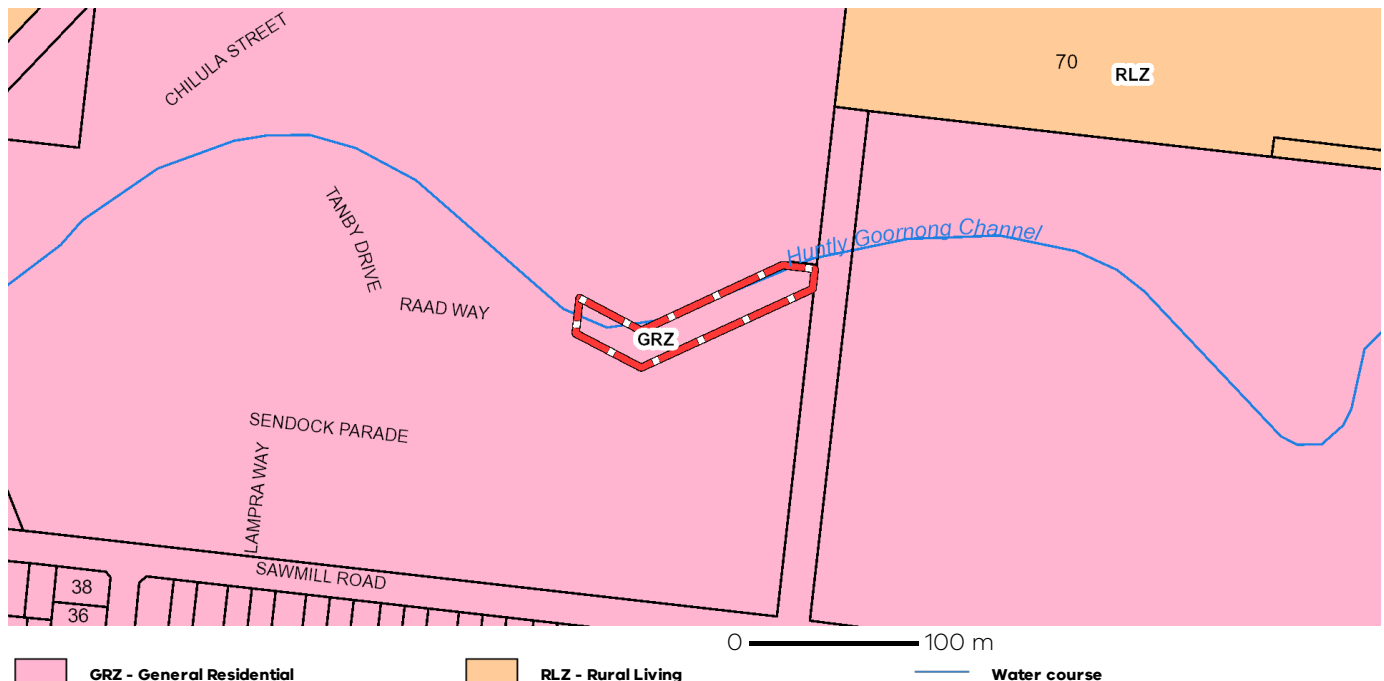 CHILULA STREET
70
RLZ
TANBY DRIVE
Huntly Goornong Channel
RAAD WAY
GRZ
SENDOCK PARADE
LAMPRA WAY
SAWMILL ROAD
38
36
0 100 m
GRZ - General Residential
RLZ - Rural Living
Water course